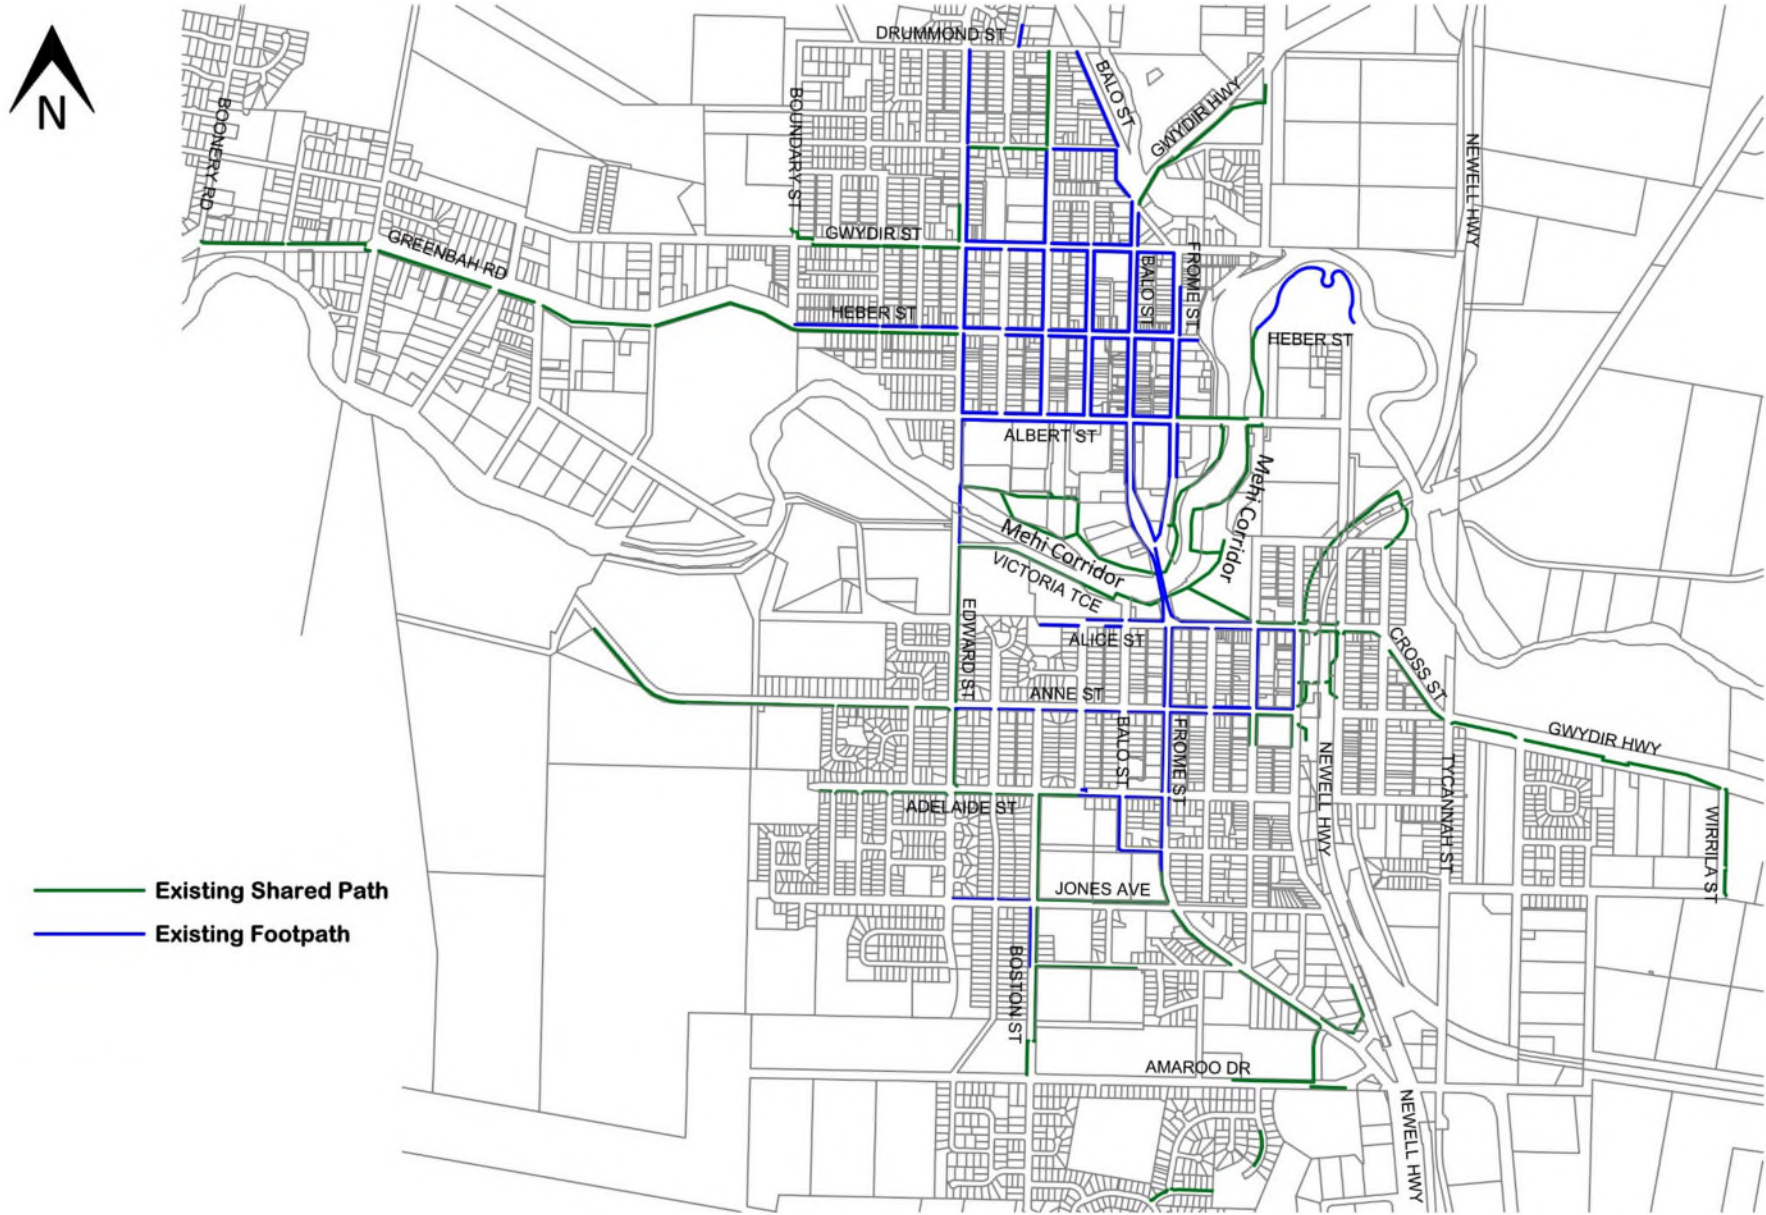 DRUMMOND ST
BALO ST
GWYDIR HWY
N
BOONERY RD
BOUNDARY ST
NEWELL HWY
GWYDIR ST
GREENBAH RD
FROME ST
BALO ST
HEBER ST
HEBER ST
ALBERT ST
Mehi Corridor
Mehi Corridor
VICTORIA TCE
EDWARD ST
ALICE ST
CROSS ST
ANNE ST
BALO ST
FROME ST
GWYDIR HWY
NEWELL HWY
TYCANNAH ST
ADELAIDE ST
WIRRILA ST
Existing Shared Path
JONES AVE
Existing Footpath
BOSTON ST
AMAROO DR
NEWELL HWY